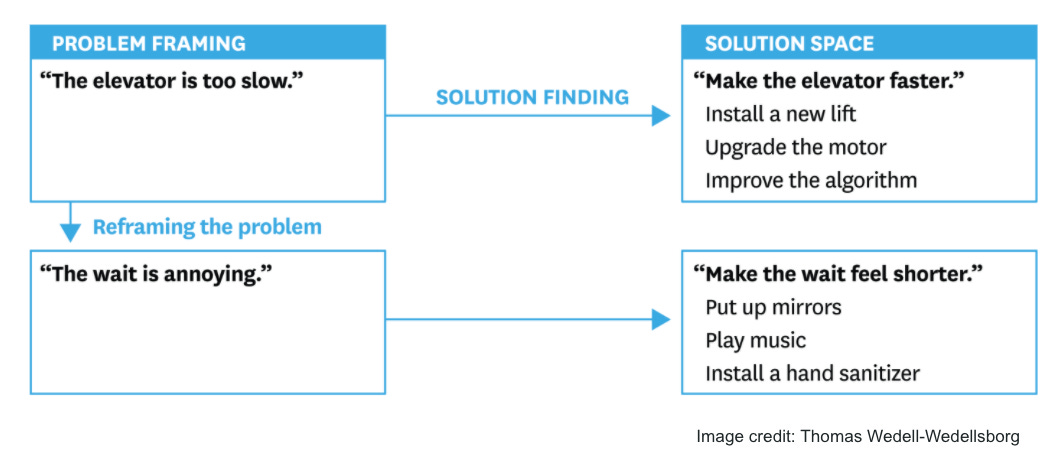 PROBLEM FRAMING
“The elevator is too slow.”
SOLUTION FINDING
SOLUTION SPACE
“Make the elevator faster.”
Install a new lift
Upgrade the motor
Improve the algorithm
Reframing the problem
“The wait is annoying.”
“Make the wait feel shorter.”
Put up mirrors
Play music
Install a hand sanitizer
Image credit: Thomas Wedell-Wedellsborg